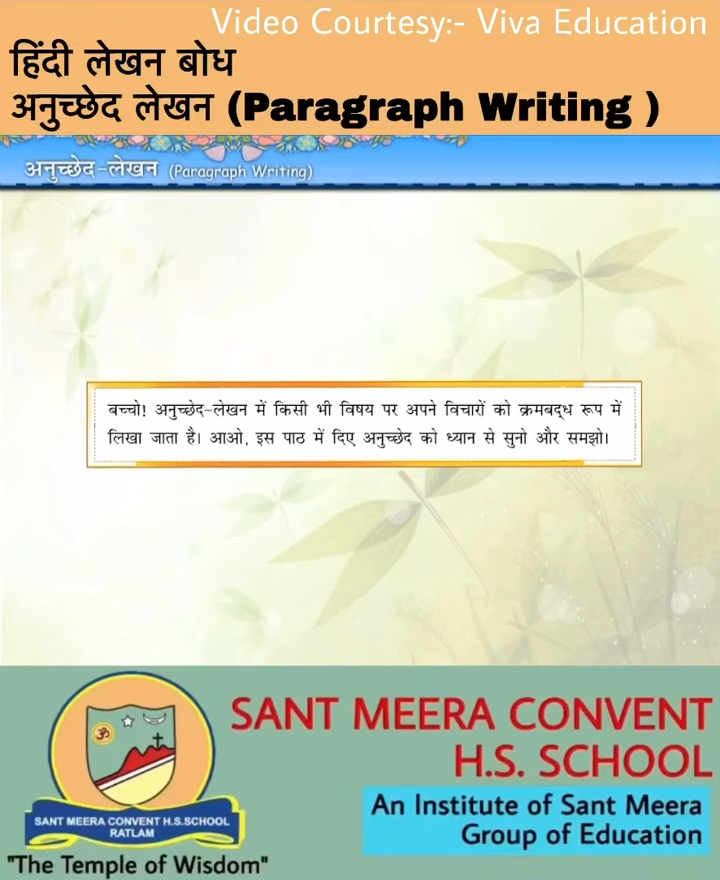 Video Courtesy:- Viva Education
हिंदी लेखन बोध
अनुच्छेद लेखन (Paragraph Writing )
अनुच्छेद-लेखन (Paragraph Writing)
बच्चो! अनुच्छेद-लेखन में किसी भी विषय पर अपने विचारों को क्रमबद्ध रूप में
लिखा जाता है। आओ, इस पाठ में दिए अनुच्छेद को ध्यान से सुनो और समझो।
SANT MEERA CONVENT
H.S. SCHOOL
An Institute of Sant Meera
Group of Education
ॐ
SANT MEERA CONVENT H.S.SCHOOL
RATLAM
"The Temple of Wisdom"